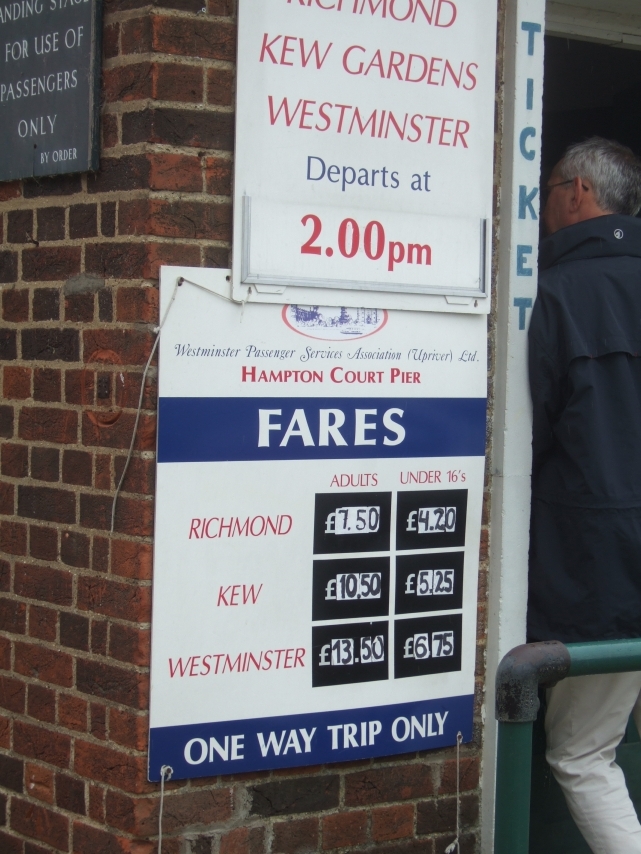 FOR USE OF
PASSENGERS
ONLY
BY ORDER
RICHMOND
KEW GARDENS
WESTMINSTER
Departs at
2.00pm
TICKET
Westminster Passenger Services Association (Upriver) Ltd.
HAMPTON COURT PIER
FARES
ADULTS UNDER 16's
RICHMOND £7.50 £4.20
KEW £10.50 £5.25
WESTMINSTER £13.50 £6.75
ONE WAY TRIP ONLY